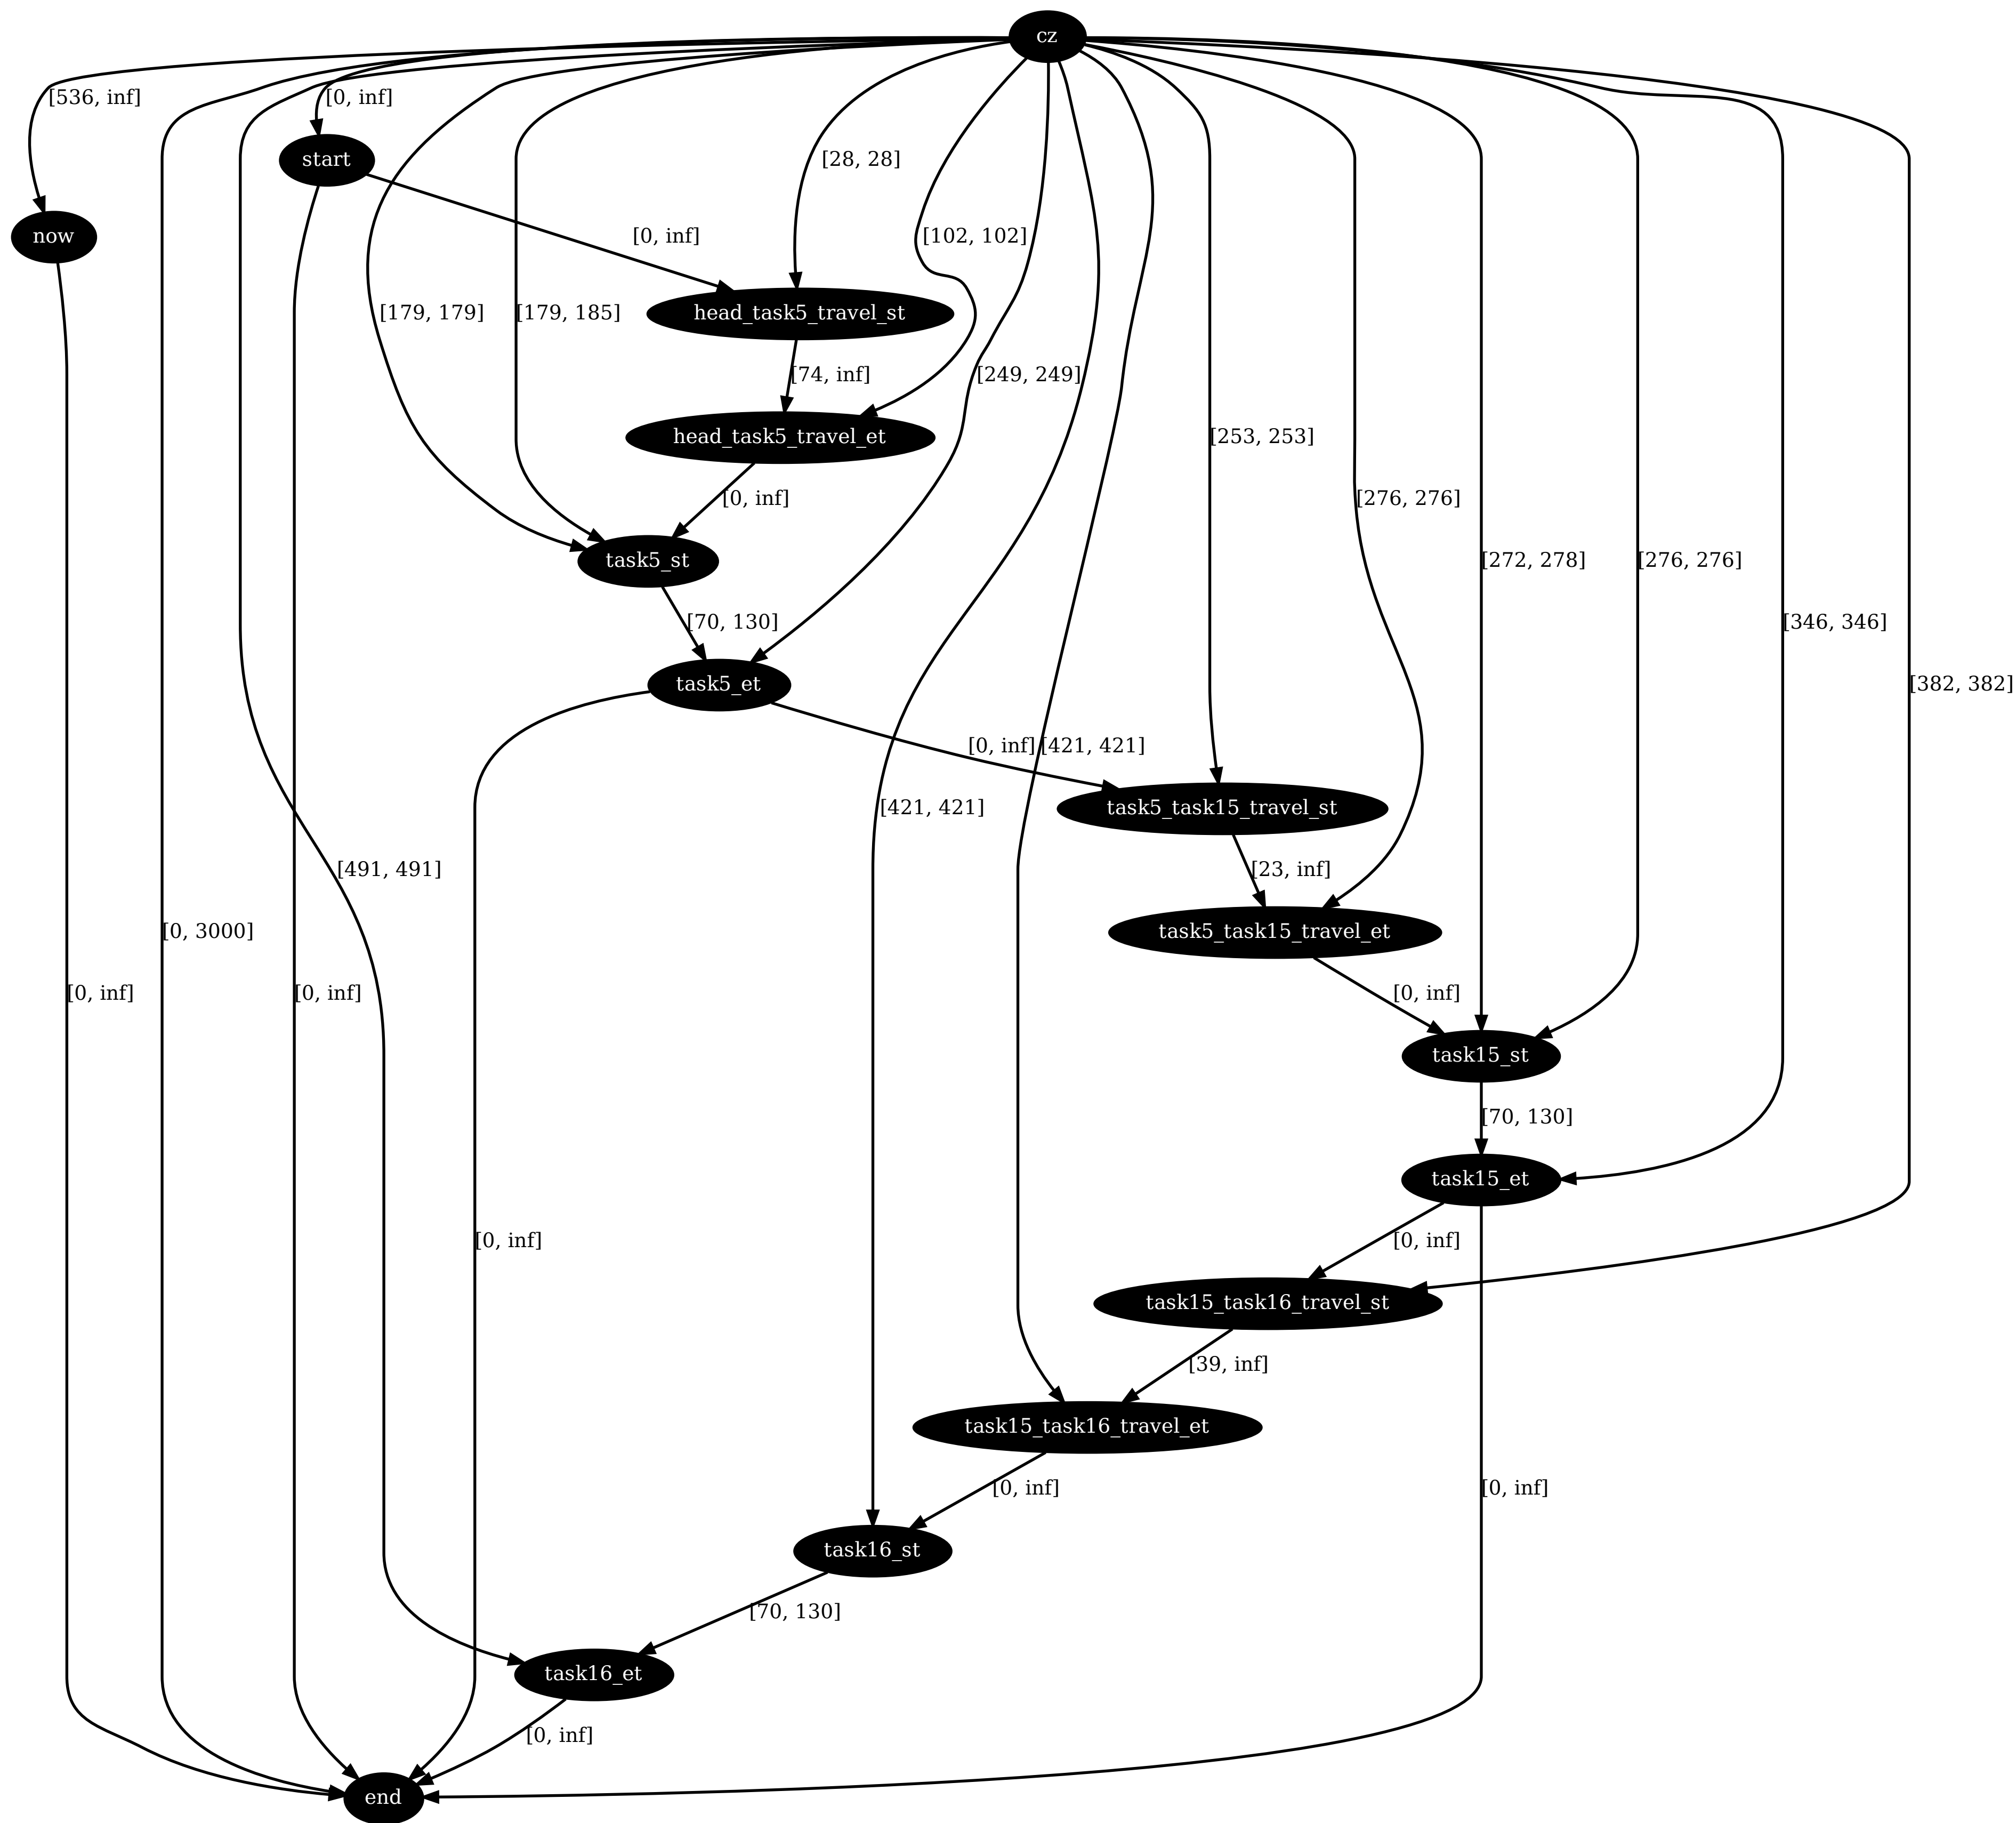 cz
[536, inf]
[0, inf]
start
[28, 28]
now
[0, inf]
[102, 102]
[179, 179]
[179, 185]
head_task5_travel_st
[74, inf]
[249, 249]
head_task5_travel_et
[253, 253]
[0, inf]
[276, 276]
task5_st
[272, 278]
[276, 276]
[70, 130]
[346, 346]
task5_et
[382, 382]
[0, inf]
[421, 421]
[421, 421]
task5_task15_travel_st
[491, 491]
[23, inf]
[0, 3000]
task5_task15_travel_et
[0, inf]
[0, inf]
[0, inf]
task15_st
[70, 130]
task15_et
[0, inf]
[0, inf]
task15_task16_travel_st
[39, inf]
task15_task16_travel_et
[0, inf]
[0, inf]
task16_st
[70, 130]
task16_et
[0, inf]
end